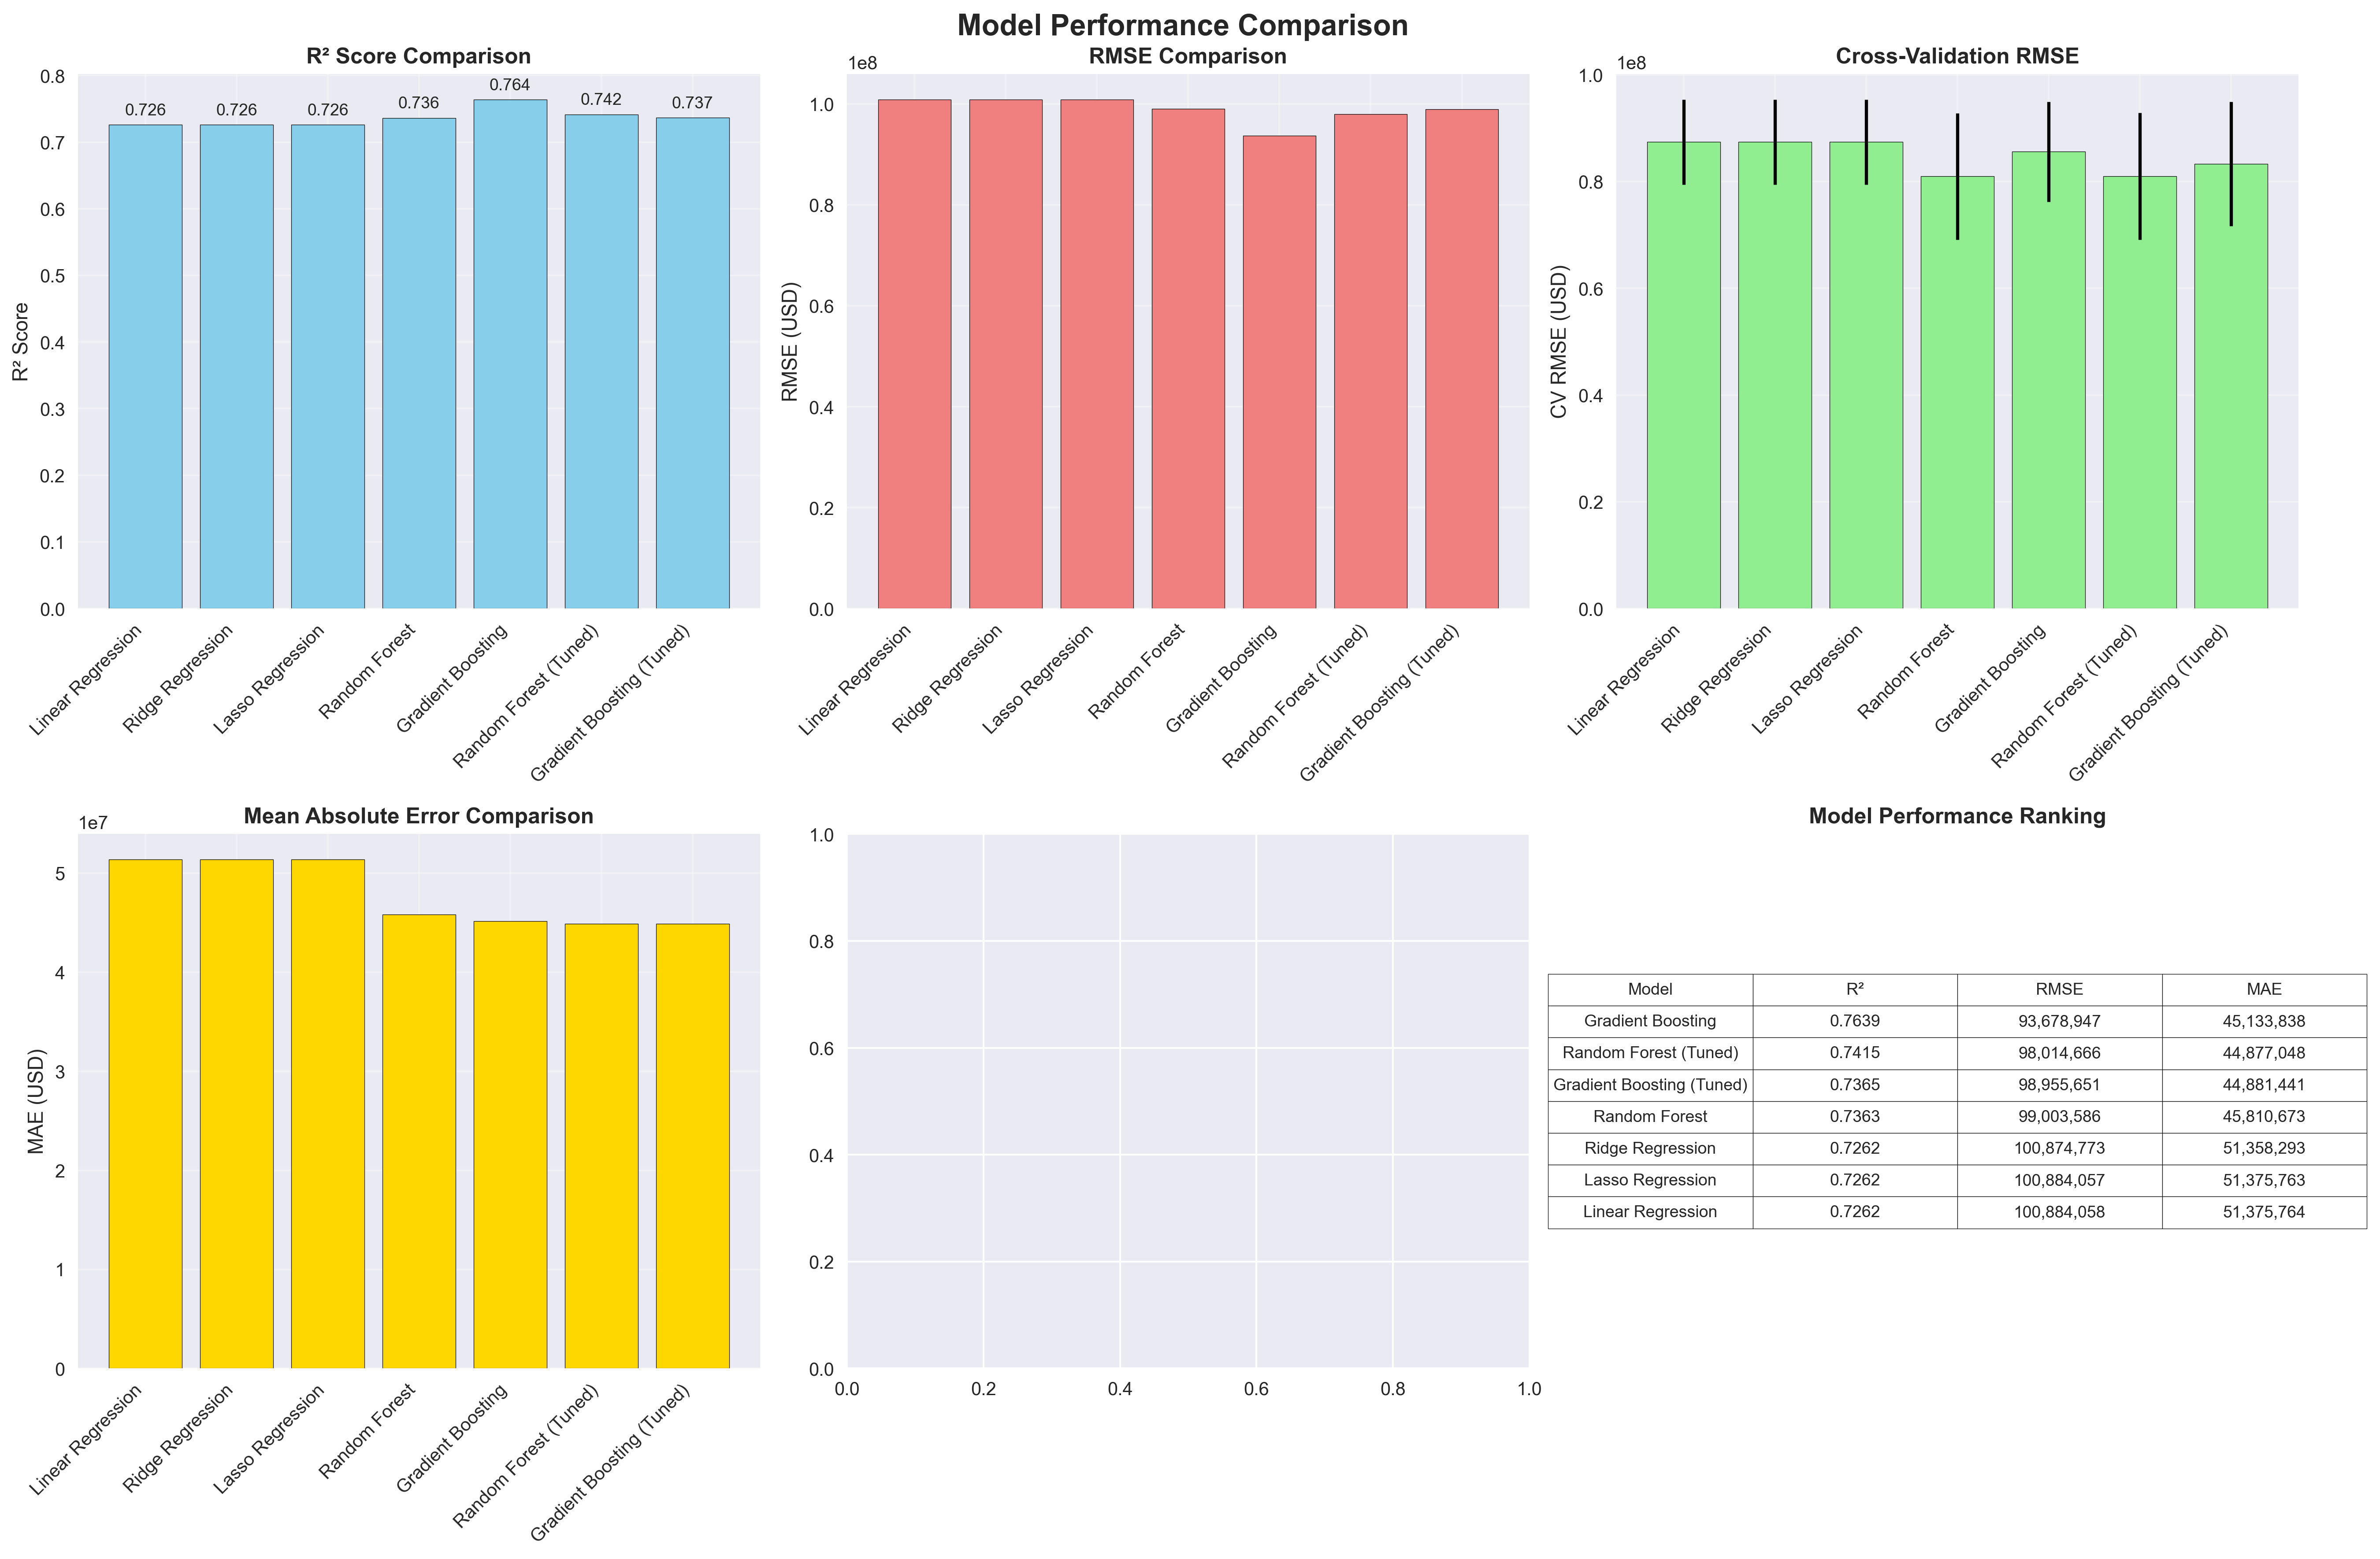 Model Performance Comparison
R² Score Comparison
0.8
0.7
0.6
0.5
0.4
0.3
0.2
0.1
0.0
R² Score
0.726
0.726
0.726
0.736
0.764
0.742
0.737
Linear Regression
Ridge Regression
Lasso Regression
Random Forest
Gradient Boosting
Random Forest (Tuned)
Gradient Boosting (Tuned)
RMSE Comparison
1e8
1.0
0.8
0.6
0.4
0.2
0.0
RMSE (USD)
Linear Regression
Ridge Regression
Lasso Regression
Random Forest
Gradient Boosting
Random Forest (Tuned)
Gradient Boosting (Tuned)
Cross-Validation RMSE
1e8
1.0
0.8
0.6
0.4
0.2
0.0
CV RMSE (USD)
Linear Regression
Ridge Regression
Lasso Regression
Random Forest
Gradient Boosting
Random Forest (Tuned)
Gradient Boosting (Tuned)
Mean Absolute Error Comparison
1e7
5
4
3
2
1
0
MAE (USD)
Linear Regression
Ridge Regression
Lasso Regression
Random Forest
Gradient Boosting
Random Forest (Tuned)
Gradient Boosting (Tuned)
1.0
0.8
0.6
0.4
0.2
0.0
0.0 0.2 0.4 0.6 0.8 1.0
Model Performance Ranking
Model R² RMSE MAE
Gradient Boosting 0.7639 93,678,947 45,133,838
Random Forest (Tuned) 0.7415 98,014,666 44,877,048
Gradient Boosting (Tuned) 0.7365 98,955,651 44,881,441
Random Forest 0.7363 99,003,586 45,810,673
Ridge Regression 0.7262 100,874,773 51,358,293
Lasso Regression 0.7262 100,884,057 51,375,763
Linear Regression 0.7262 100,884,058 51,375,764